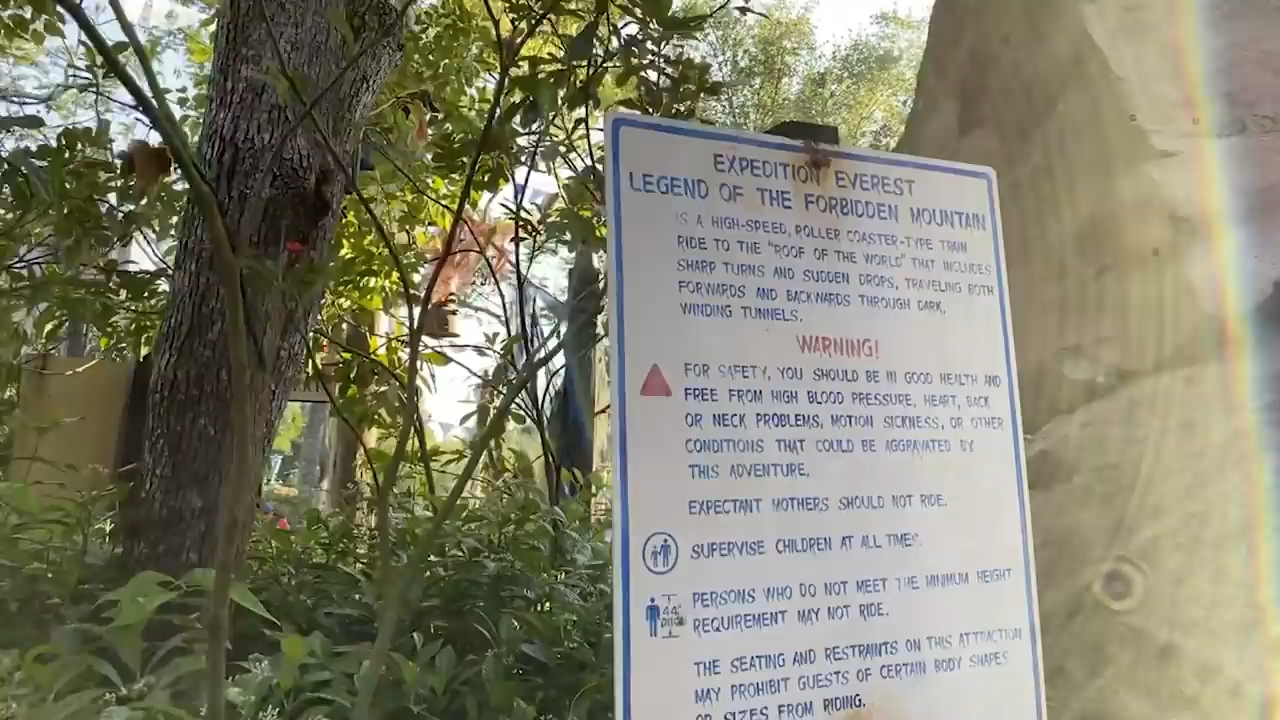 EXPEDITION EVEREST
LEGEND OF THE FORBIDDEN MOUNTAIN
IS A HIGH-SPEED, ROLLER COASTER-TYPE TRAIN
RIDE TO THE "ROOF OF THE WORLD" THAT INCLUDES
SHARP TURNS AND SUDDEN DROPS, TRAVELING BOTH
FORWARDS AND BACKWARDS THROUGH DARK,
WINDING TUNNELS.
WARNING!
FOR SAFETY, YOU SHOULD BE IN GOOD HEALTH AND
FREE FROM HIGH BLOOD PRESSURE, HEART, BACK
OR NECK PROBLEMS, MOTION SICKNESS, OR OTHER
CONDITIONS THAT COULD BE AGGRAVATED BY
THIS ADVENTURE.
EXPECTANT MOTHERS SHOULD NOT RIDE.
SUPERVISE CHILDREN AT ALL TIMES.
44"
PERSONS WHO DO NOT MEET THE MINIMUM HEIGHT
REQUIREMENT MAY NOT RIDE.
THE SEATING AND RESTRAINTS ON THIS ATTRACTION
MAY PROHIBIT GUESTS OF CERTAIN BODY SHAPES
OR SIZES FROM RIDING.